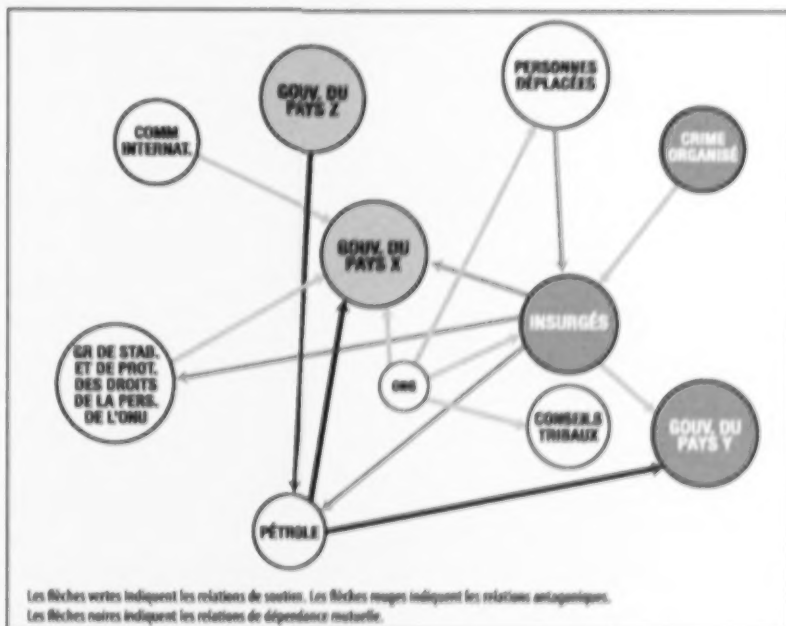 GOUV. DU
PAYS Z
PERSONNES
DÉPLACÉES
COMM
INTERNAT.
CRIME
ORGANISÉ
GOUV. DU
PAYS X
INSURGÉS
GR DE STAB.
ET DE PROT.
DES DROITS
DE LA PERS.
DE L'ONU
ONG
CONSEILS
TRIBAUX
GOUV. DU
PAYS Y
PÉTROLE
Les flèches vertes indiquent les relations de soutien. Les flèches rouges indiquent les relations antagoniques.
Les flèches noires indiquent les relations de dépendance mutuelle.